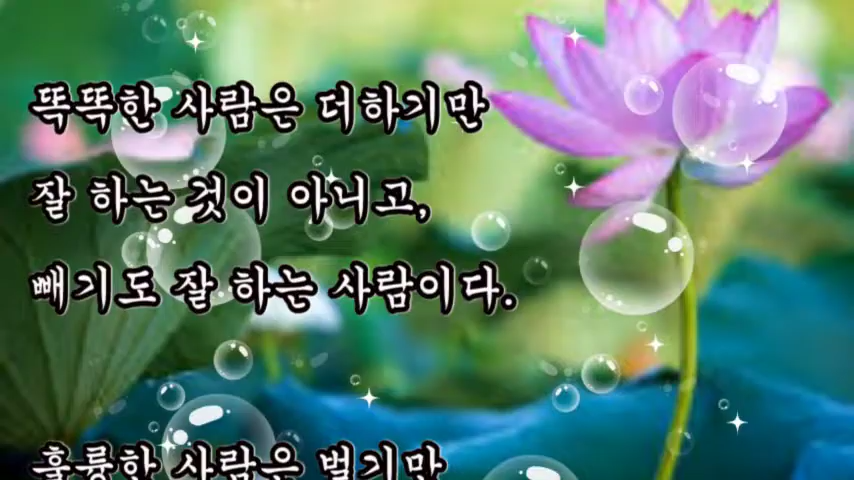 똑똑한 사람은 더하기만
잘 하는 것이 아니고,
빼기도 잘 하는 사람이다.
훌륭한 사람은 벌기만